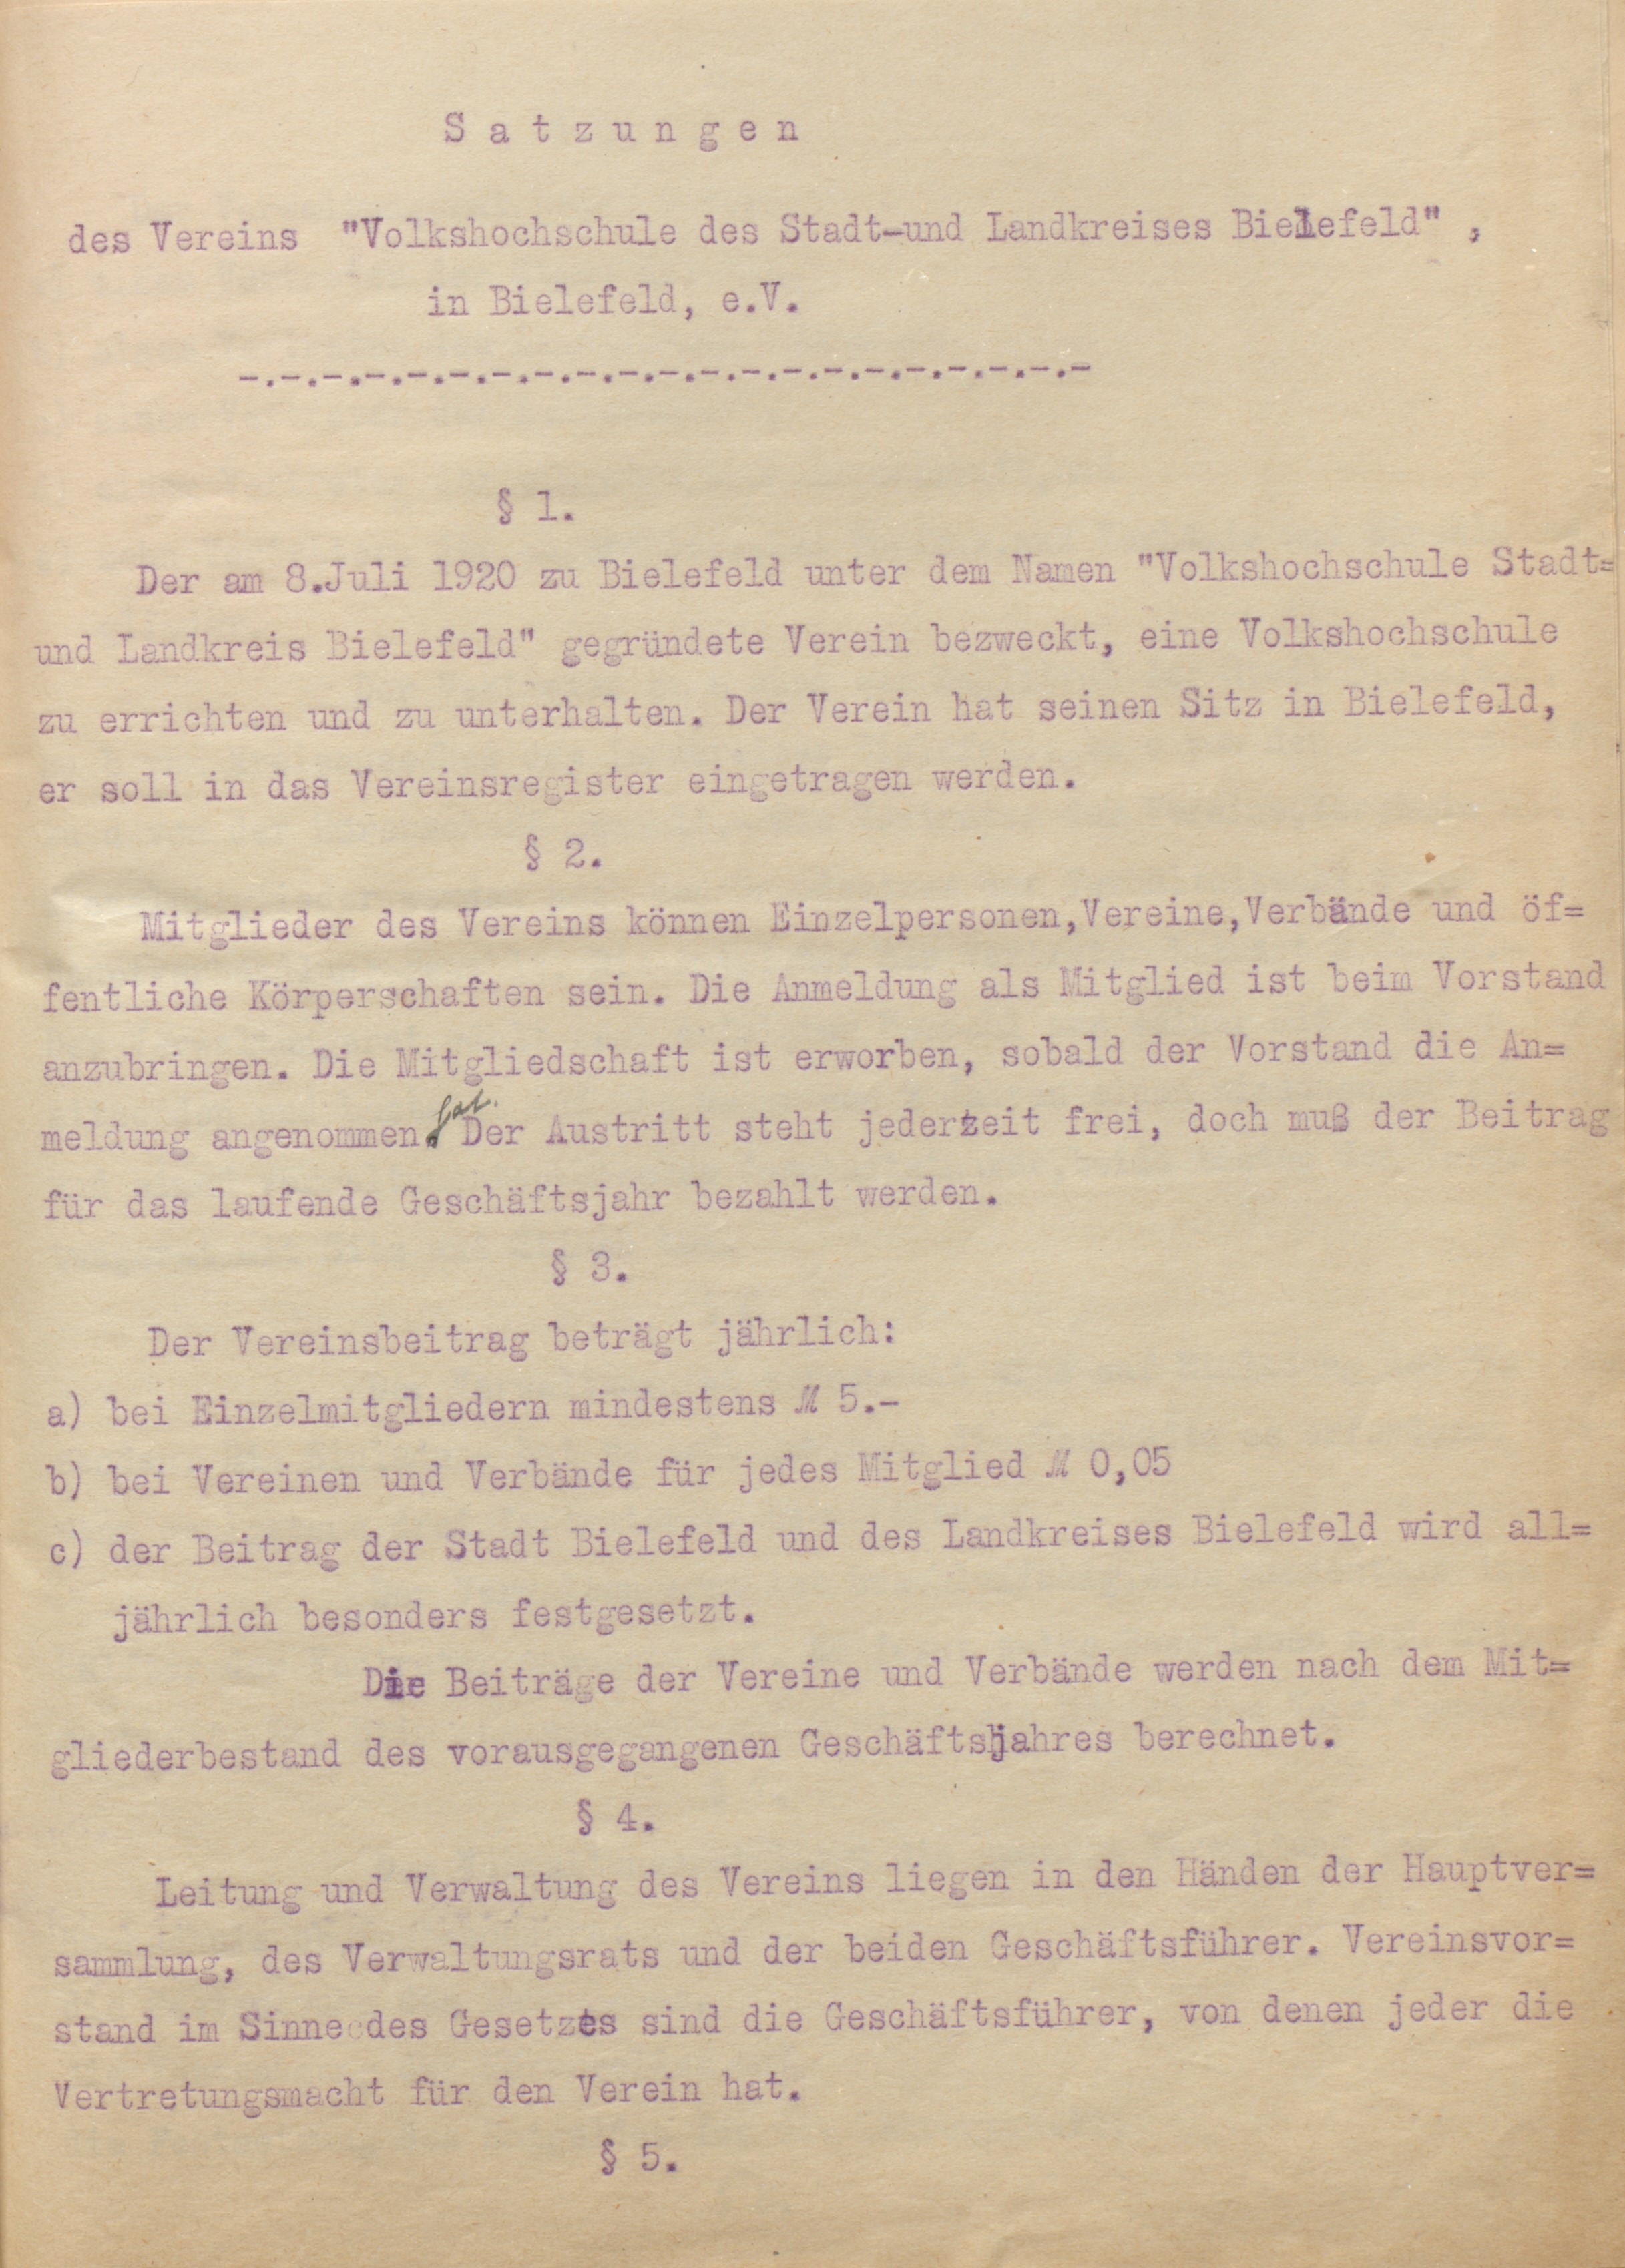 S a t z u n g e n
des Vereins "Volkshochschule des Stadt-und Landkreises Bielefeld" ,
in Bielefeld, e.V.
-.-.-.-.-.-.-.-.-.-.-.-.-.-.-.-.-.-.-.-.-
§ 1.
Der am 8.Juli 1920 zu Bielefeld unter dem Namen "Volkshochschule Stadt=
und Landkreis Bielefeld" gegründete Verein bezweckt, eine Volkshochschule
zu errichten und zu unterhalten. Der Verein hat seinen Sitz in Bielefeld,
er soll in das Vereinsregister eingetragen werden.
§ 2.
Mitglieder des Vereins können Einzelpersonen,Vereine,Verbände und öf=
fentliche Körperschaften sein. Die Anmeldung als Mitglied ist beim Vorstand
anzubringen. Die Mitgliedschaft ist erworben, sobald der Vorstand die An=
meldung angenommen hat. Der Austritt steht jederzeit frei, doch muß der Beitrag
für das laufende Geschäftsjahr bezahlt werden.
§ 3.
Der Vereinsbeitrag beträgt jährlich:
a) bei Einzelmitgliedern mindestens M 5.-
b) bei Vereinen und Verbände für jedes Mitglied M 0,05
c) der Beitrag der Stadt Bielefeld und des Landkreises Bielefeld wird all=
jährlich besonders festgesetzt.
Die Beiträge der Vereine und Verbände werden nach dem Mit=
gliederbestand des vorausgegangenen Geschäftsjahres berechnet.
§ 4.
Leitung und Verwaltung des Vereins liegen in den Händen der Hauptver=
sammlung, des Verwaltungsrats und der beiden Geschäftsführer. Vereinsvor=
stand im Sinne des Gesetzes sind die Geschäftsführer, von denen jeder die
Vertretungsmacht für den Verein hat.
§ 5.